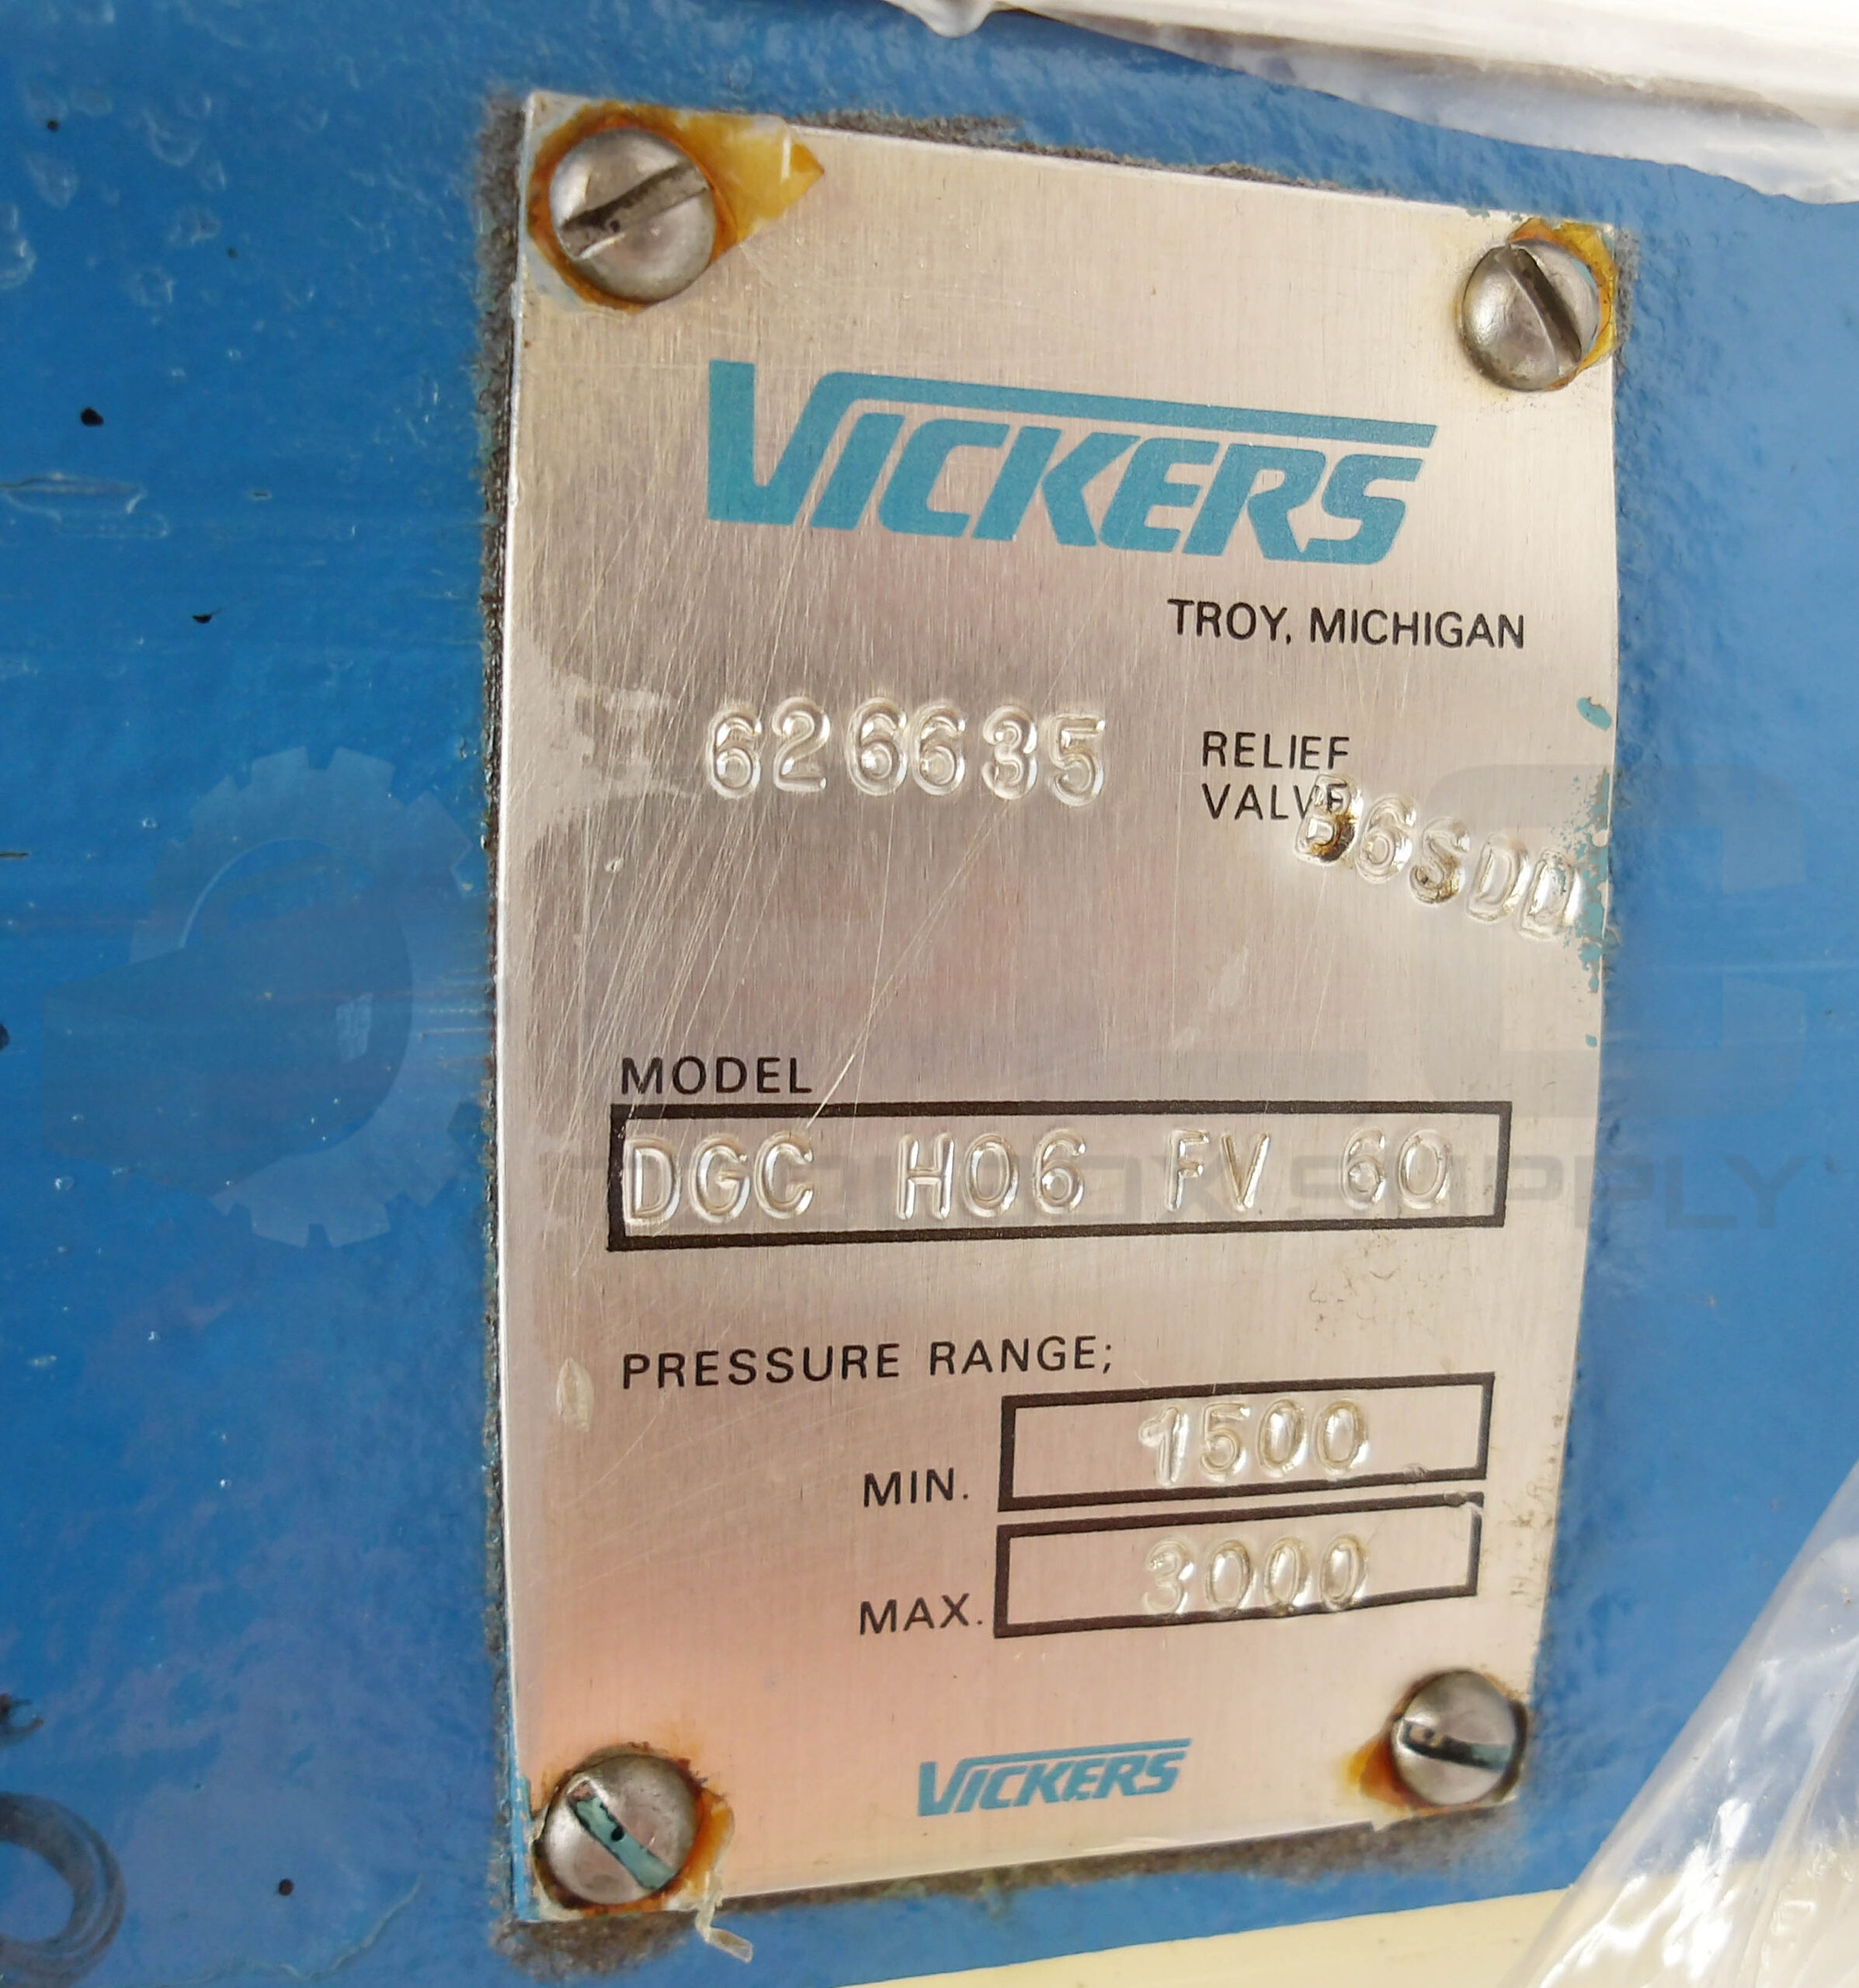 VICKERS
TROY, MICHIGAN
626635
RELIEF
VALVE
B6SDD
MODEL
DGC H06 FV 60
PRESSURE RANGE;
MIN. 1500
MAX. 3000
VICKERS